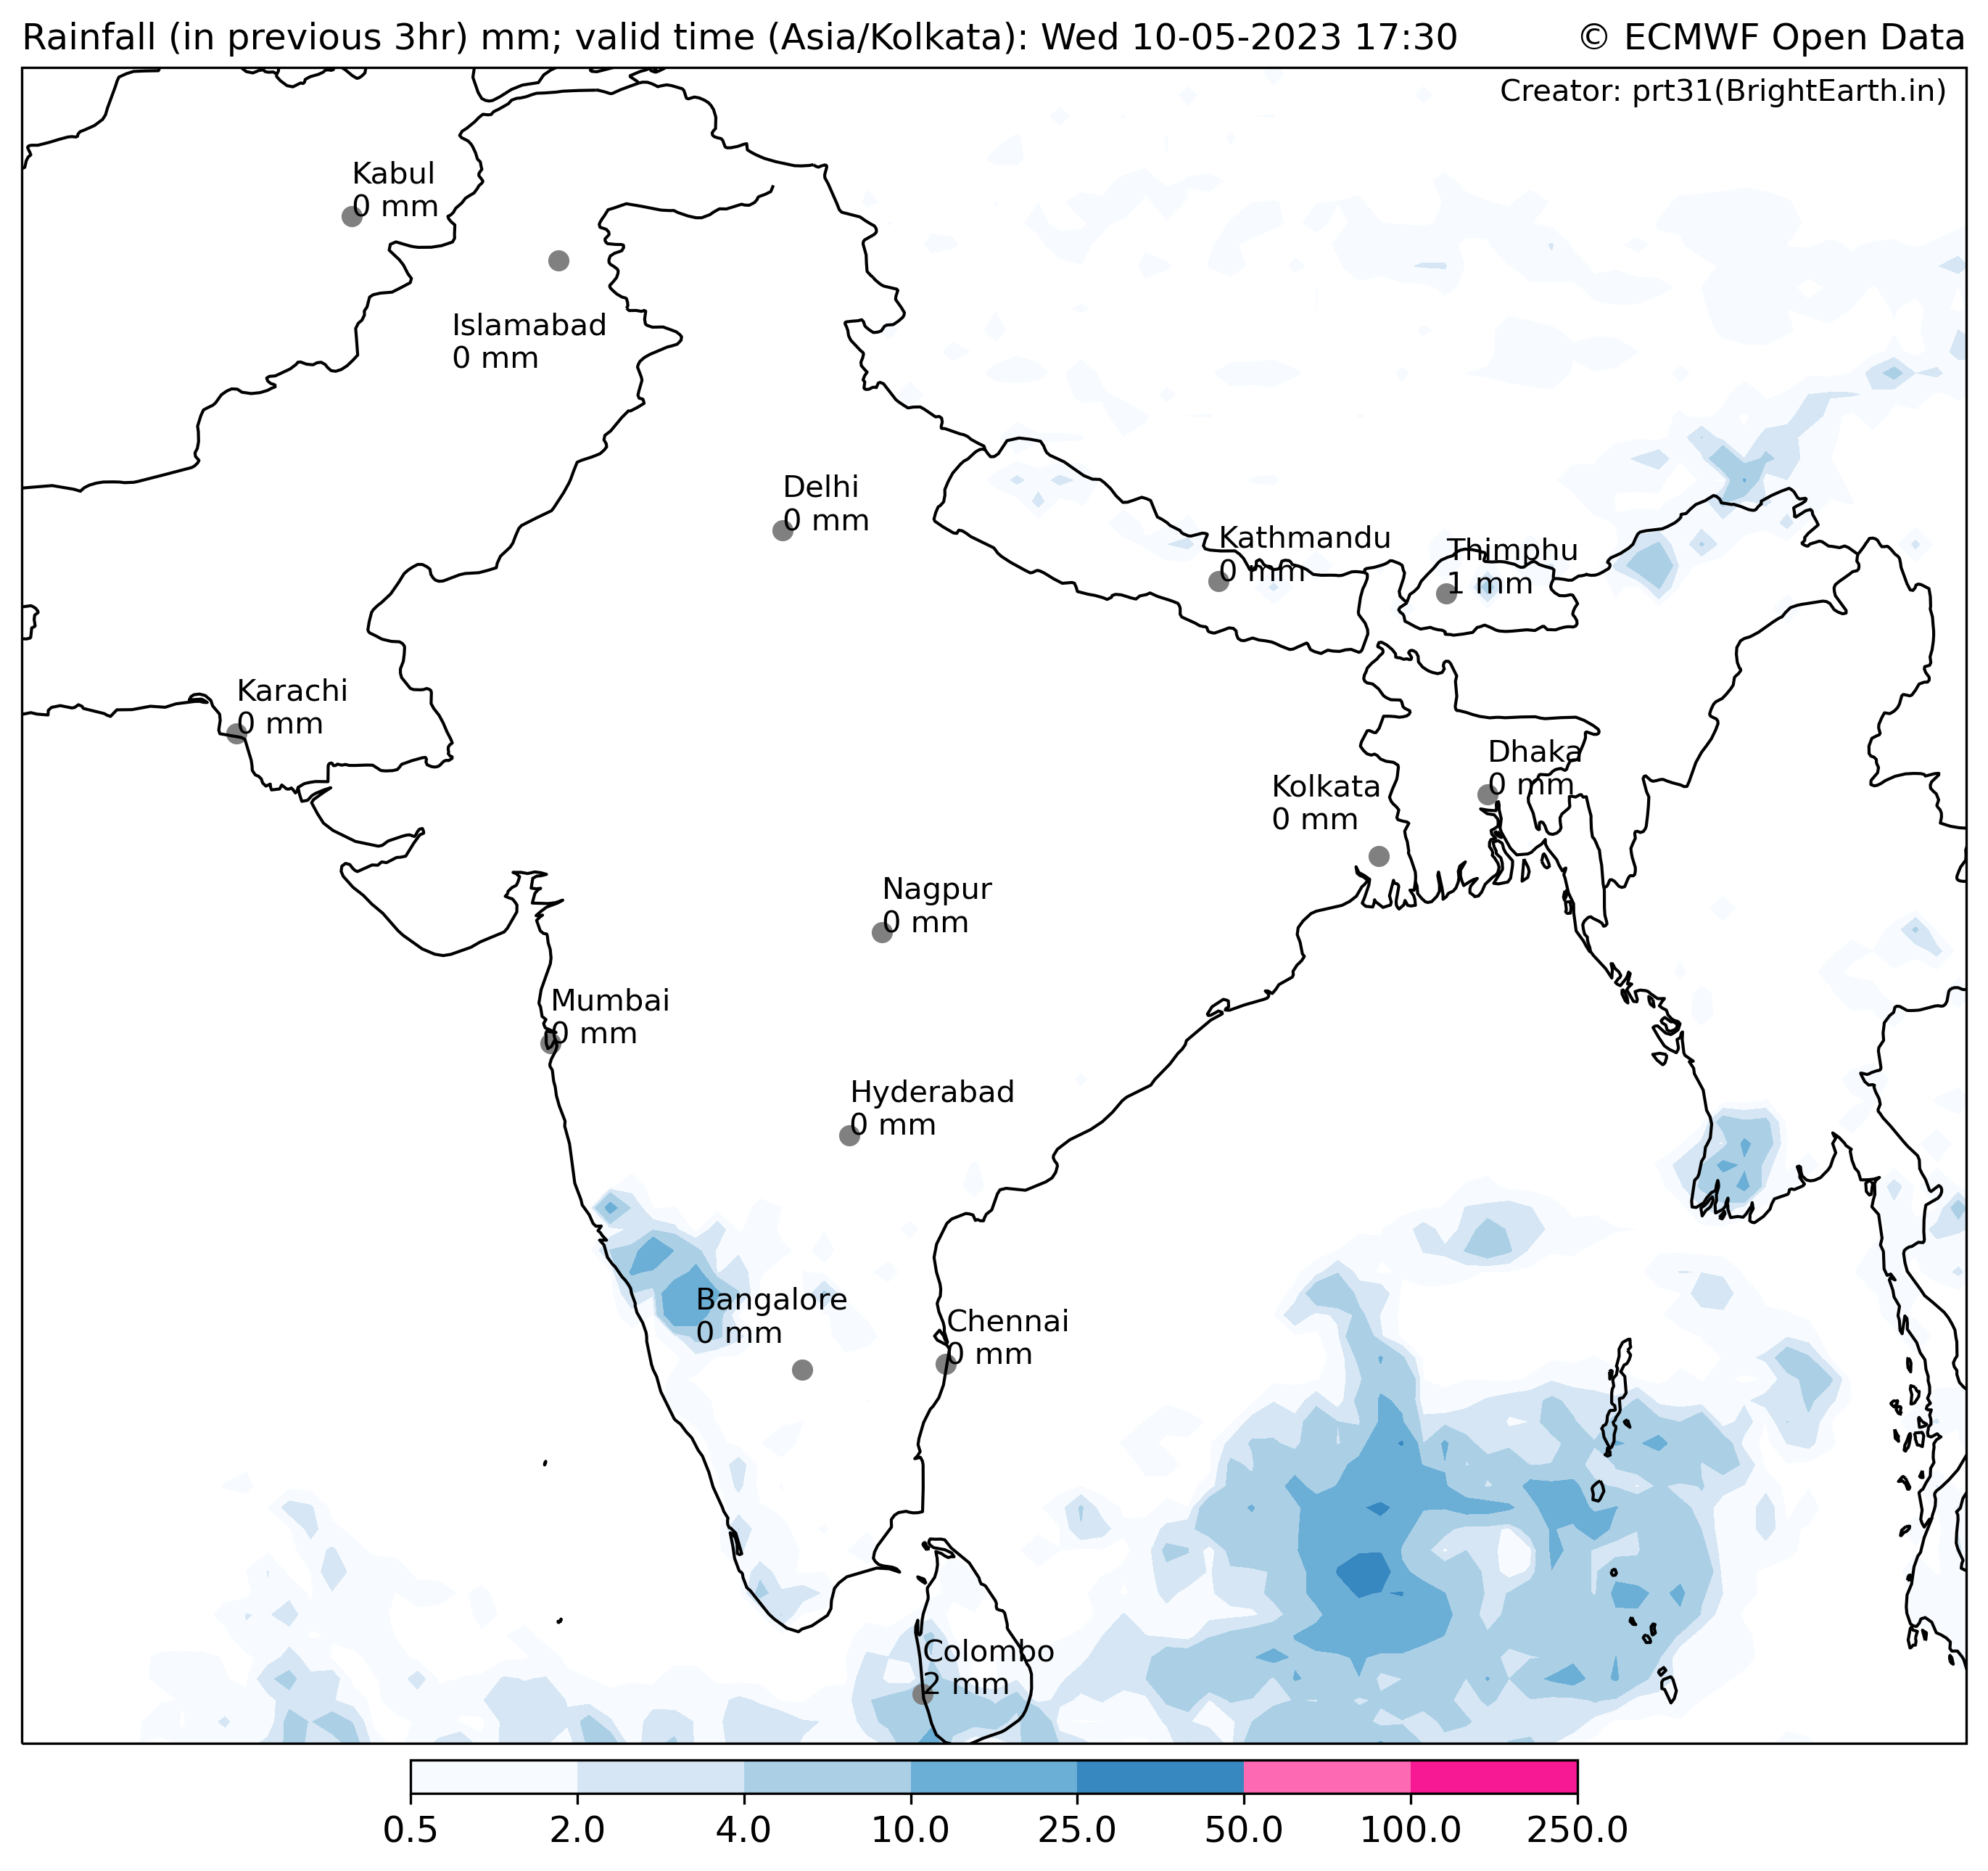 Rainfall (in previous 3hr) mm; valid time (Asia/Kolkata): Wed 10-05-2023 17:30
© ECMWF Open Data
Creator: prt31(BrightEarth.in)
Kabul
0 mm
Islamabad
0 mm
Delhi
0 mm
Kathmandu
0 mm
Thimphu
1 mm
Karachi
0 mm
Dhaka
0 mm
Kolkata
0 mm
Nagpur
0 mm
Mumbai
0 mm
Hyderabad
0 mm
Bangalore
0 mm
Chennai
0 mm
Colombo
2 mm
0.5 2.0 4.0 10.0 25.0 50.0 100.0 250.0